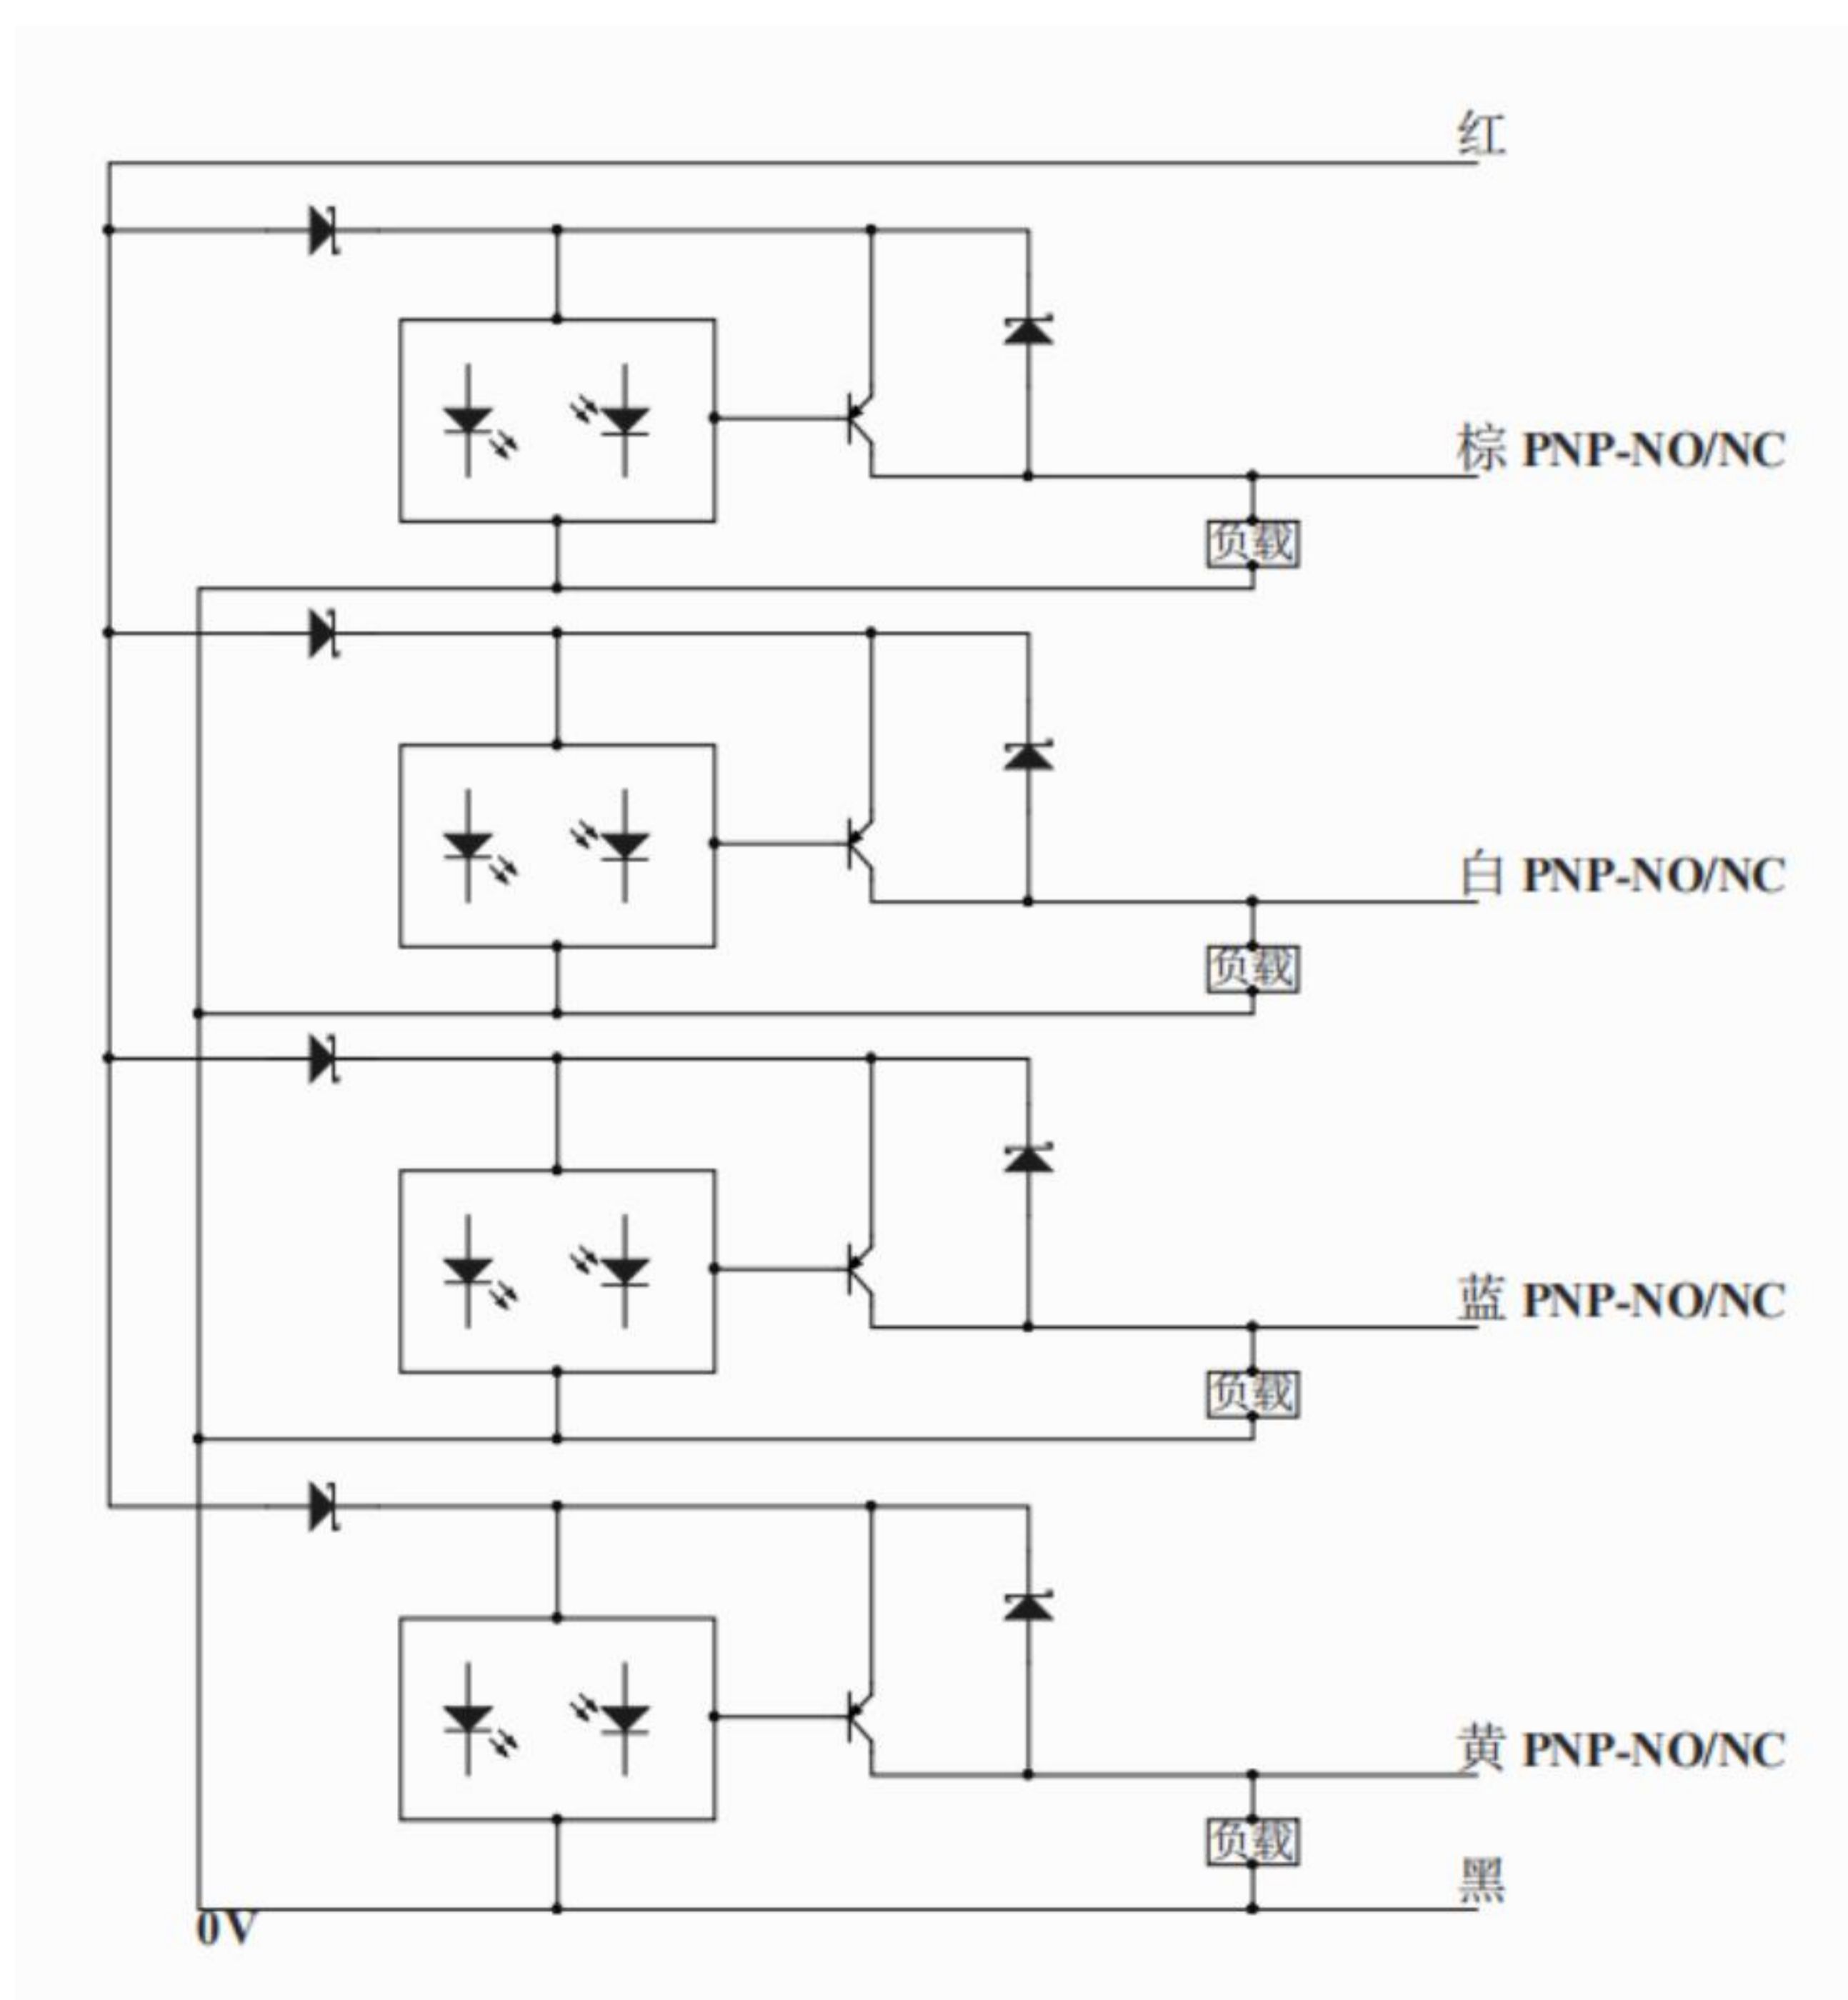 红
棕 PNP-NO/NC
负载
白 PNP-NO/NC
负载
蓝 PNP-NO/NC
负载
黄 PNP-NO/NC
负载
黑
0V